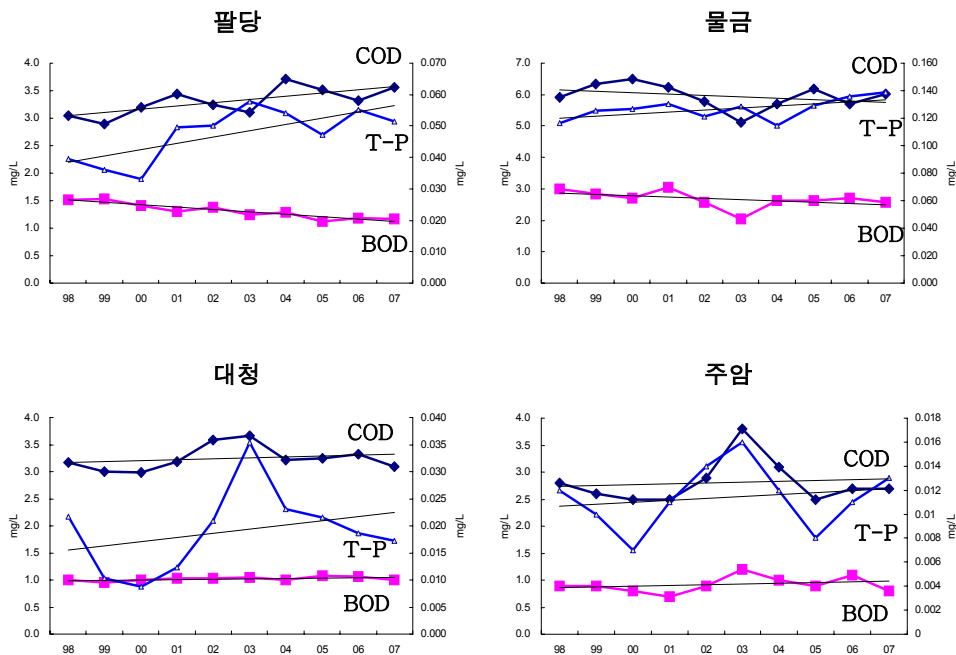 팔당
4.0
3.5
3.0
2.5
2.0
1.5
1.0
0.5
0.0
mg/L
0.070
0.060
0.050
0.040
0.030
0.020
0.010
0.000
mg/L
COD
T-P
BOD
98 99 00 01 02 03 04 05 06 07
물금
7.0
6.0
5.0
4.0
3.0
2.0
1.0
0.0
mg/L
0.160
0.140
0.120
0.100
0.080
0.060
0.040
0.020
0.000
mg/L
COD
T-P
BOD
98 99 00 01 02 03 04 05 06 07
대청
4.0
3.5
3.0
2.5
2.0
1.5
1.0
0.5
0.0
mg/L
0.040
0.035
0.030
0.025
0.020
0.015
0.010
0.005
0.000
mg/L
COD
T-P
BOD
98 99 00 01 02 03 04 05 06 07
주암
4.0
3.5
3.0
2.5
2.0
1.5
1.0
0.5
0.0
mg/L
0.018
0.016
0.014
0.012
0.010
0.008
0.006
0.004
0.002
0
mg/L
COD
T-P
BOD
98 99 00 01 02 03 04 05 06 07